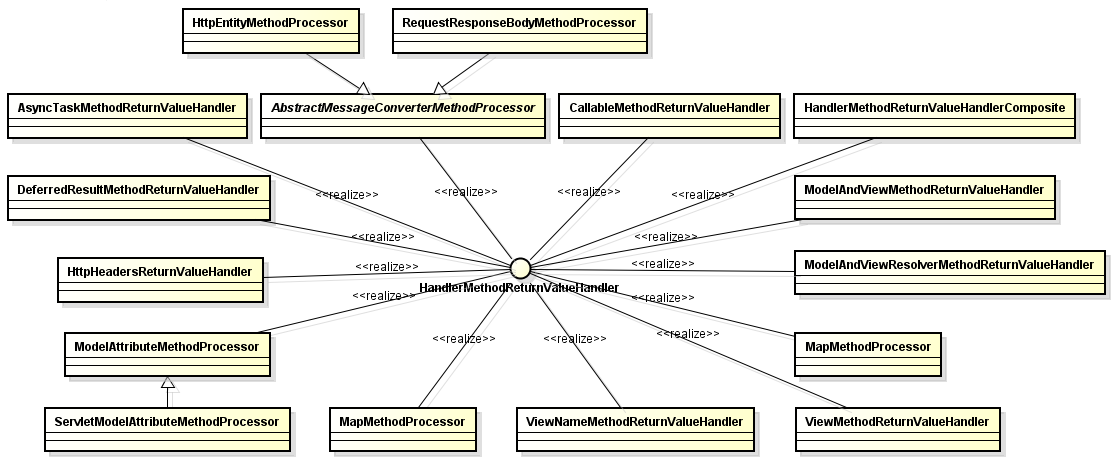 HttpEntityMethodProcessor
RequestResponseBodyMethodProcessor
AsyncTaskMethodReturnValueHandler
AbstractMessageConverterMethodProcessor
CallableMethodReturnValueHandler
HandlerMethodReturnValueHandlerComposite
DeferredResultMethodReturnValueHandler
<<realize>>
<<realize>>
<<realize>>
<<realize>>
ModelAndViewMethodReturnValueHandler
<<realize>>
<<realize>>
HttpHeadersReturnValueHandler
<<realize>>
<<realize>>
ModelAndViewResolverMethodReturnValueHandler
HandlerMethodReturnValueHandler
<<realize>>
<<realize>>
ModelAttributeMethodProcessor
<<realize>>
<<realize>>
<<realize>>
MapMethodProcessor
ServletModelAttributeMethodProcessor
MapMethodProcessor
ViewNameMethodReturnValueHandler
ViewMethodReturnValueHandler